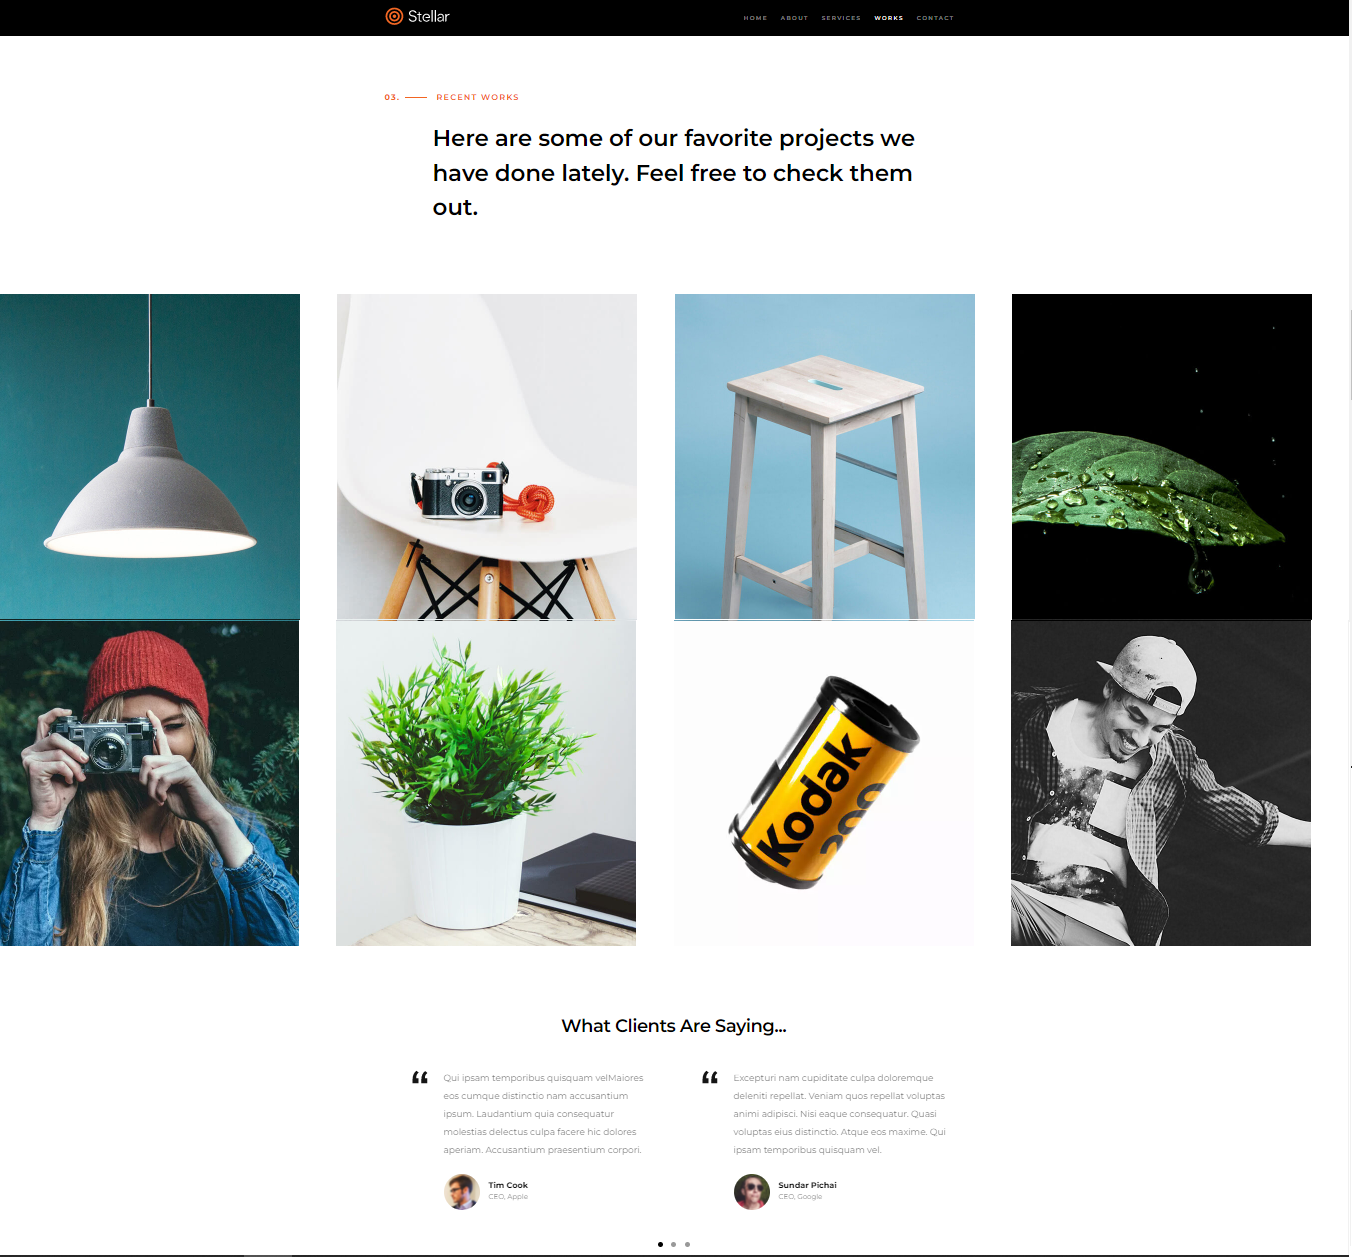 Stellar
HOME ABOUT SERVICES WORKS CONTACT
03. RECENT WORKS
Here are some of our favorite projects we
have done lately. Feel free to check them
out.
Kodak
200
What Clients Are Saying...
Qui ipsam temporibus quisquam velMaiores
eos cumque distinctio nam accusantium
ipsum. Laudantium quia consequatur
molestias delectus culpa facere hic dolores
aperiam. Accusantium praesentium corpori.
Tim Cook
CEO, Apple
Excepturi nam cupiditate culpa doloremque
deleniti repellat. Veniam quos repellat voluptas
animi adipisci. Nisi eaque consequatur. Quasi
voluptas eius distinctio. Atque eos maxime. Qui
ipsam temporibus quisquam vel.
Sundar Pichai
CEO, Google